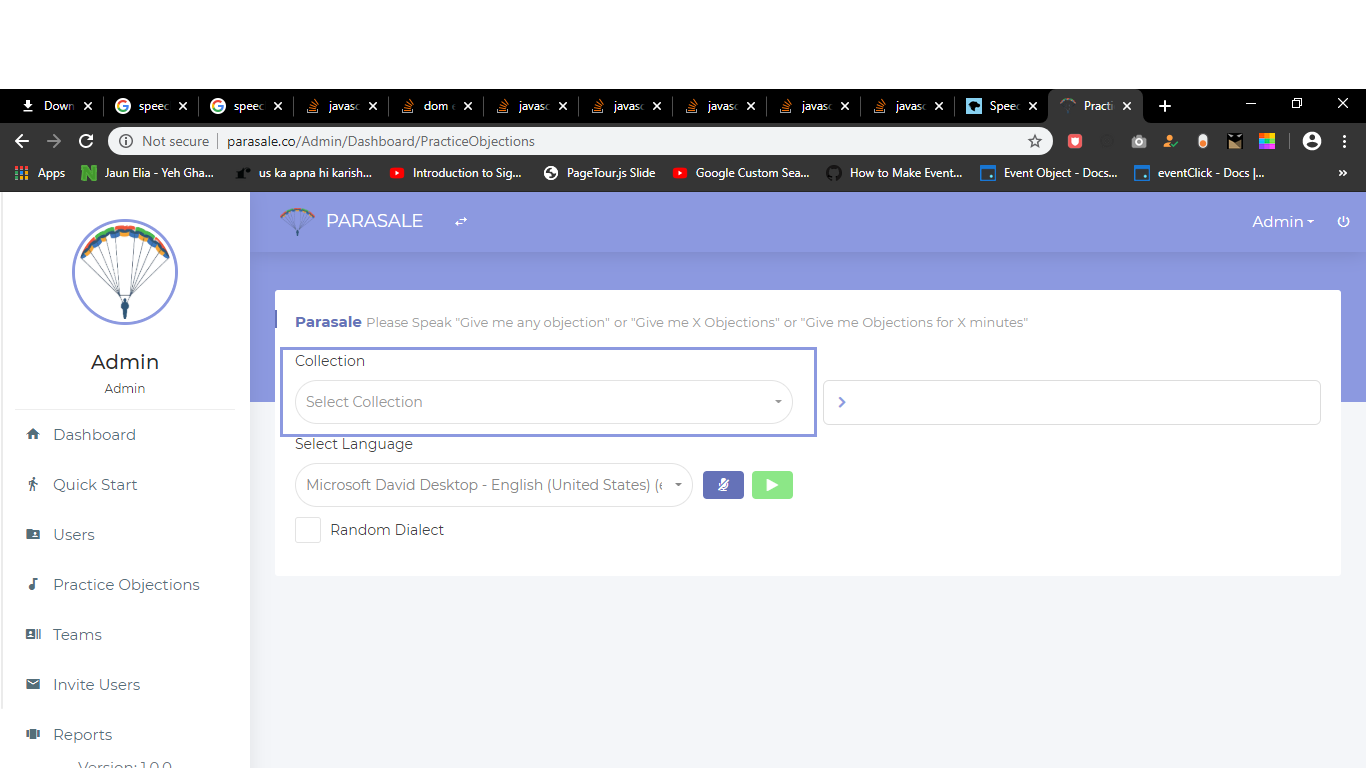 Down
speec
speec
javasc
dom e
javasc
javasc
javasc
javasc
javasc
Speec
Practi
Not secure
parasale.co/Admin/Dashboard/PracticeObjections
Apps
Jaun Elia - Yeh Gha...
us ka apna hi karish...
Introduction to Sig...
PageTour.js Slide
Google Custom Sea...
How to Make Event...
Event Object - Docs...
eventClick - Docs |...
»
PARASALE
Admin
Admin
Admin
Dashboard
Quick Start
Users
Practice Objections
Teams
Invite Users
Reports
Version: 1.0.0
Parasale Please Speak "Give me any objection" or "Give me X Objections" or "Give me Objections for X minutes"
Collection
Select Collection
Select Language
Microsoft David Desktop - English (United States) (e
Random Dialect